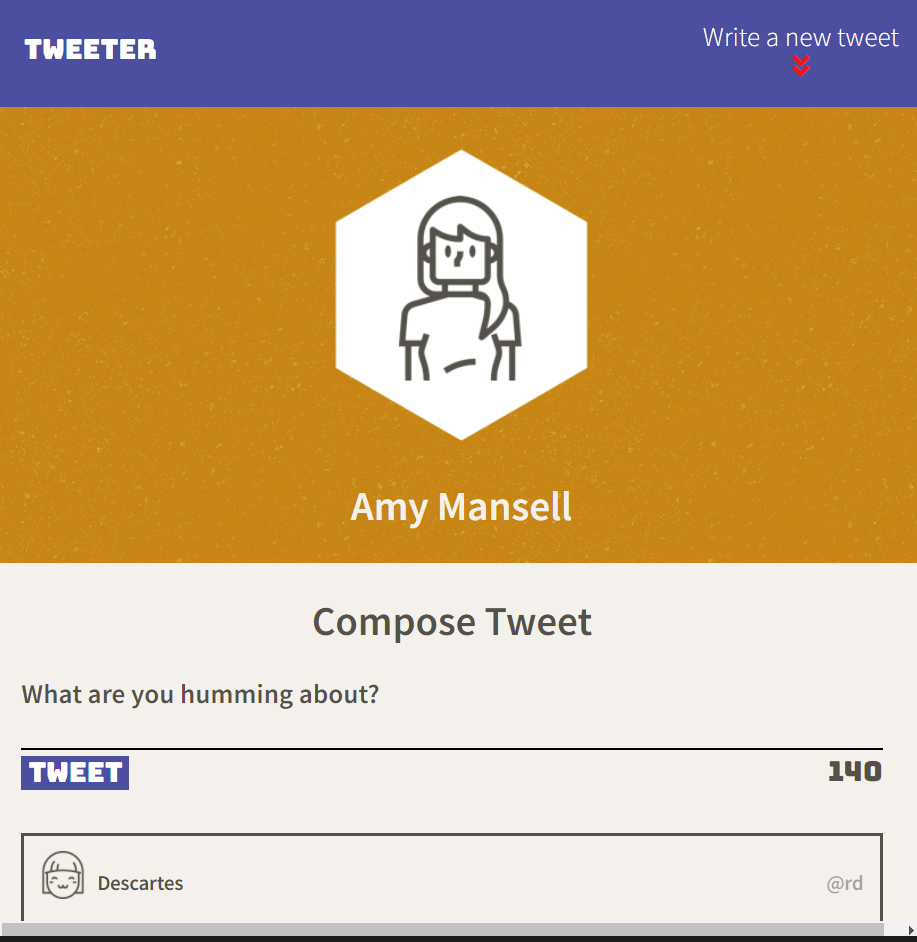 TWEETER
Write a new tweet
Amy Mansell
Compose Tweet
What are you humming about?
TWEET
140
Descartes
@rd